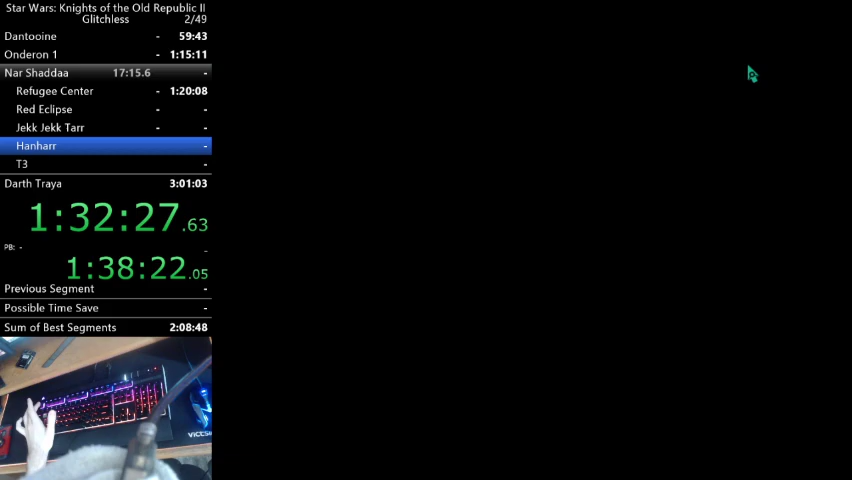 Star Wars: Knights of the Old Republic II
Glitchless 2/49
Dantooine - 59:43
Onderon 1 - 1:15:11
Nar Shaddaa 17:15.6 -
Refugee Center - 1:20:08
Red Eclipse - -
Jekk Jekk Tarr - -
Hanharr -
T3 -
Darth Traya 3:01:03
1:32:27.63
PB: - -
1:38:22.05
Previous Segment -
Possible Time Save -
Sum of Best Segments 2:08:48